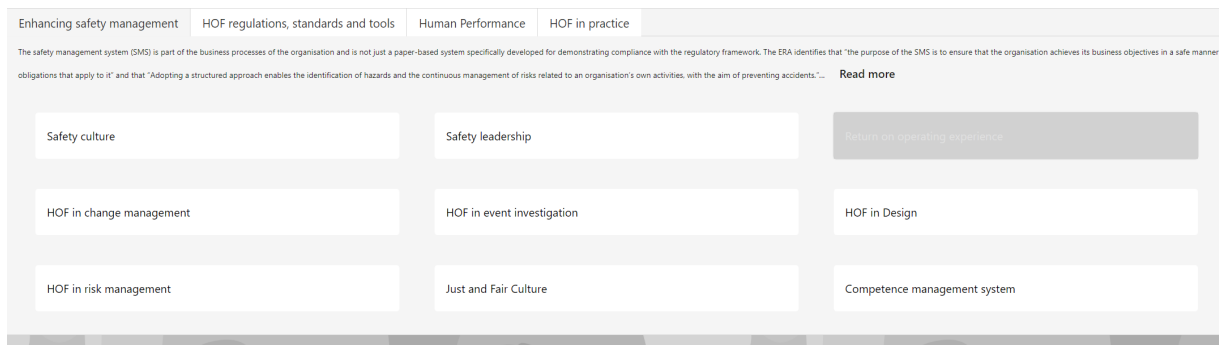 Enhancing safety management HOF regulations, standards and tools Human Performance HOF in practice
The safety management system (SMS) is part of the business processes of the organisation and is not just a paper-based system specifically developed for demonstrating compliance with the regulatory framework. The ERA identifies that "the purpose of the SMS is to ensure that the organisation achieves its business objectives in a safe manner
obligations that apply to it" and that "Adopting a structured approach enables the identification of hazards and the continuous management of risks related to an organisation's own activities, with the aim of preventing accidents."... Read more
Safety culture Safety leadership Return on operating experience
HOF in change management HOF in event investigation HOF in Design
HOF in risk management Just and Fair Culture Competence management system